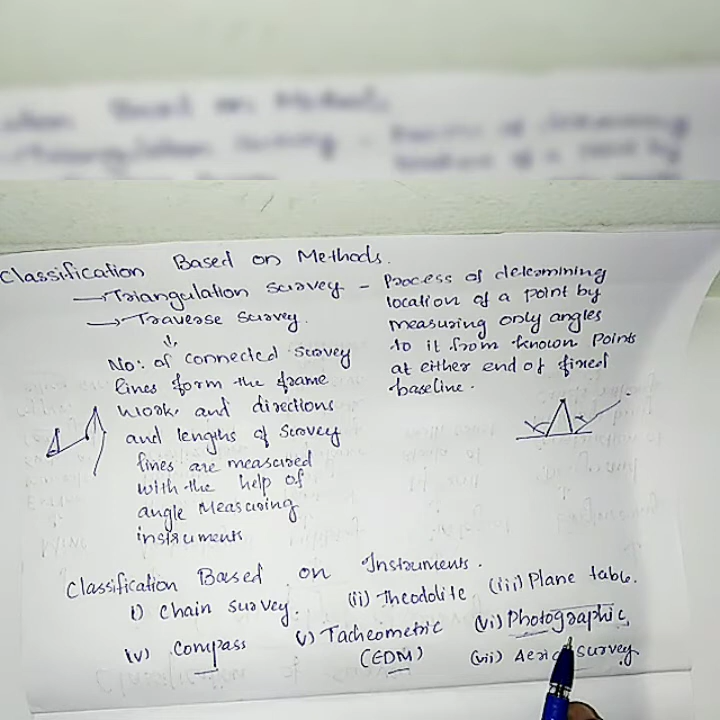 Classification Based on Methods.
→ Triangulation survey - Process of determining
location of a point by
measuring only angles
to it from known points
at either end of fixed
baseline.
→ Traverse survey.
No: of connected survey
lines form the frame
work and directions
and lengths of survey
lines are measured
with the help of
angle measuring
instruments
Classification Based on Instruments.
i) Chain survey. (ii) Theodolite (iii) Plane table.
iv) Compass v) Tacheometric (vi) Photographic
(EDM) (vii) Aerial Survey